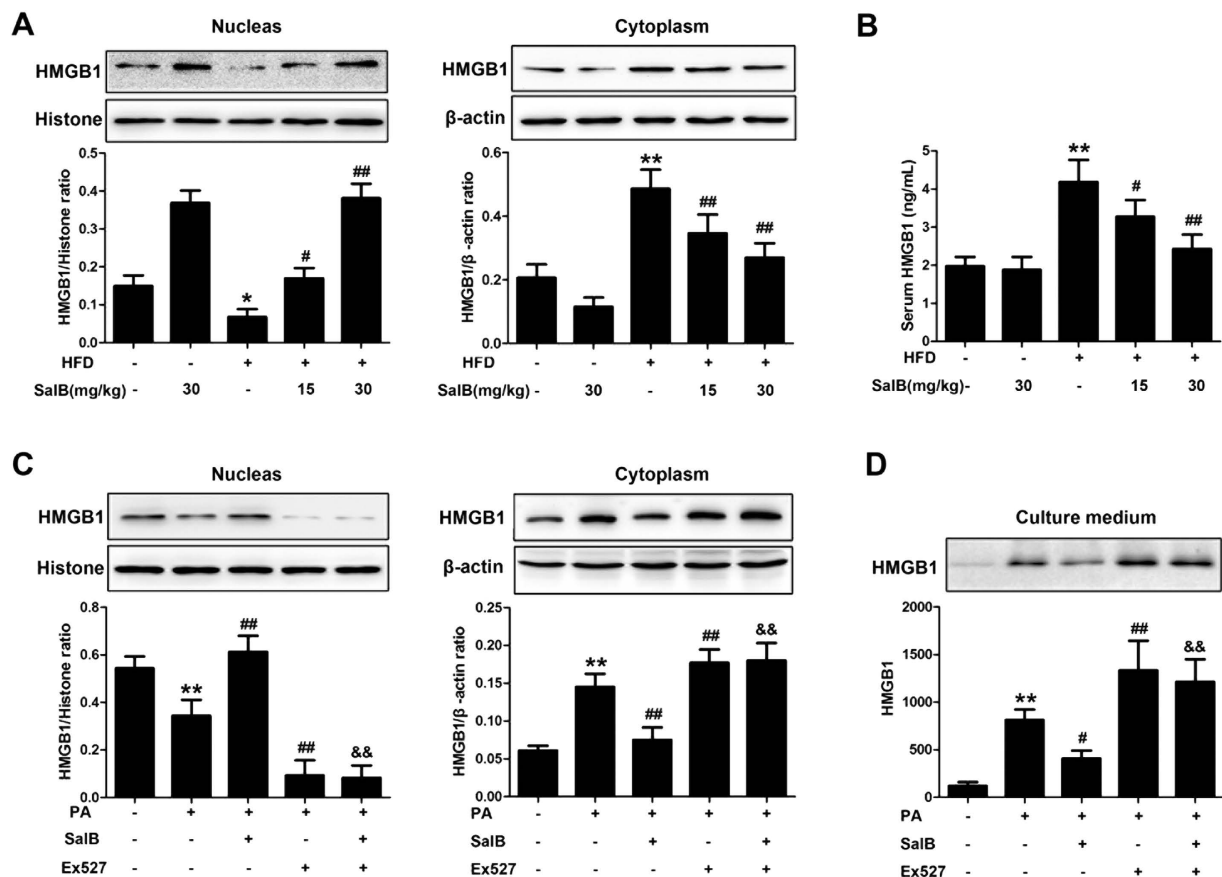 A
Nucleas
HMGB1
Histone
HMGB1/Histone ratio
0.4
0.3
0.2
0.1
0.0
* # ##
HFD - - + + +
SalB(mg/kg) - 30 - 15 30
Cytoplasm
HMGB1
β-actin
HMGB1/β -actin ratio
0.6
0.4
0.2
0.0
** ## ##
HFD - - + + +
SalB(mg/kg) - 30 - 15 30
B
Serum HMGB1 (ng/mL)
5
4
3
2
1
0
** # ##
HFD - - + + +
SalB(mg/kg)- 30 - 15 30
C
Nucleas
HMGB1
Histone
HMGB1/Histone ratio
0.8
0.6
0.4
0.2
0.0
** ## ## &&
PA - + + + +
SalB - - + - +
Ex527 - - - + +
Cytoplasm
HMGB1
β-actin
HMGB1/β -actin ratio
0.25
0.20
0.15
0.10
0.05
0.00
** ## ## &&
PA - + + + +
SalB - - + - +
Ex527 - - - + +
D
Culture medium
HMGB1
HMGB1
2000
1500
1000
500
0
** # ## &&
PA - + + + +
SalB - - + - +
Ex527 - - - + +